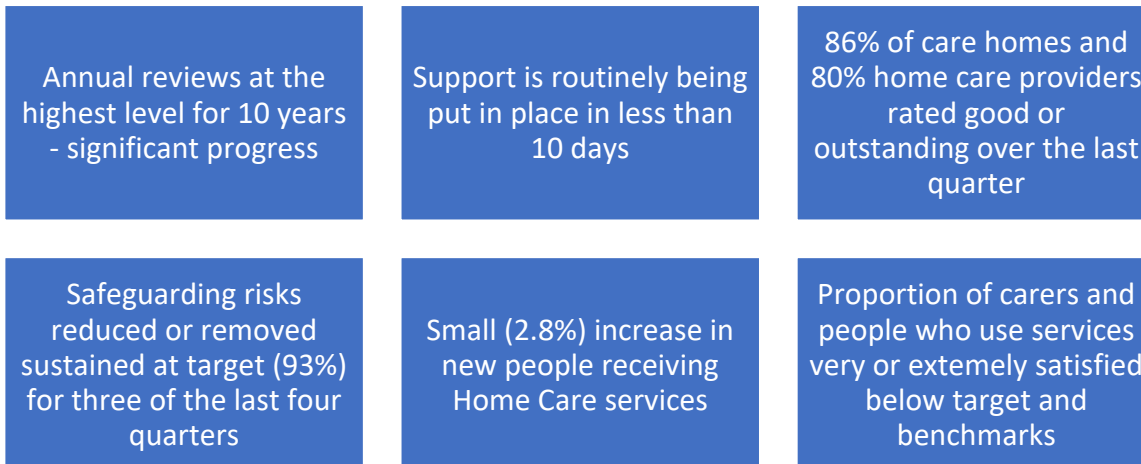 Annual reviews at the
highest level for 10 years
- significant progress
Support is routinely being
put in place in less than
10 days
86% of care homes and
80% home care providers
rated good or
outstanding over the last
quarter
Safeguarding risks
reduced or removed
sustained at target (93%)
for three of the last four
quarters
Small (2.8%) increase in
new people receiving
Home Care services
Proportion of carers and
people who use services
very or extemely satisfied
below target and
benchmarks